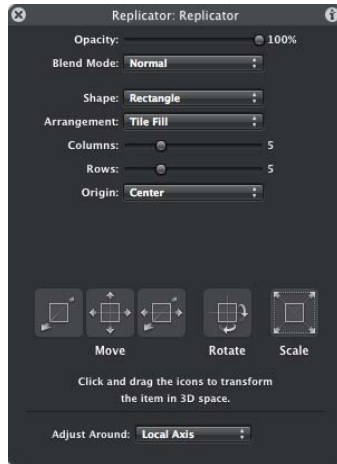 Replicator: Replicator
Opacity: 100%
Blend Mode: Normal
Shape: Rectangle
Arrangement: Tile Fill
Columns: 5
Rows: 5
Origin: Center
Move Rotate Scale
Click and drag the icons to transform
the item in 3D space.
Adjust Around: Local Axis